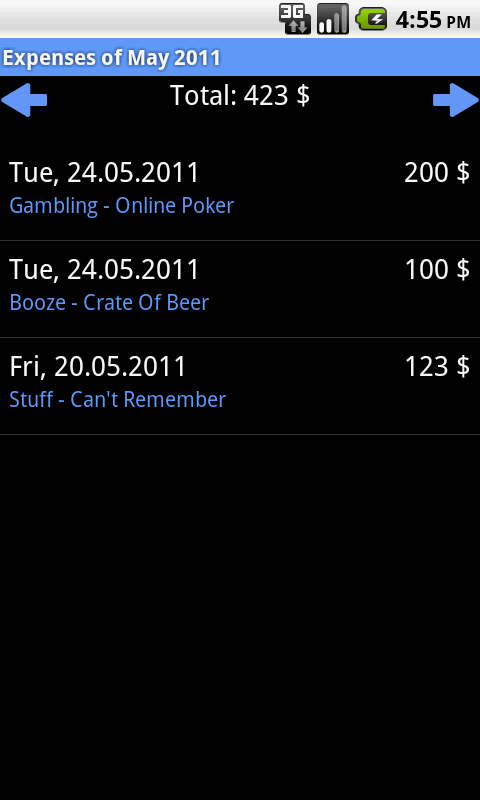 3G 4:55 PM
Expenses of May 2011
Total: 423 $
Tue, 24.05.2011 200 $
Gambling - Online Poker
Tue, 24.05.2011 100 $
Booze - Crate Of Beer
Fri, 20.05.2011 123 $
Stuff - Can't Remember